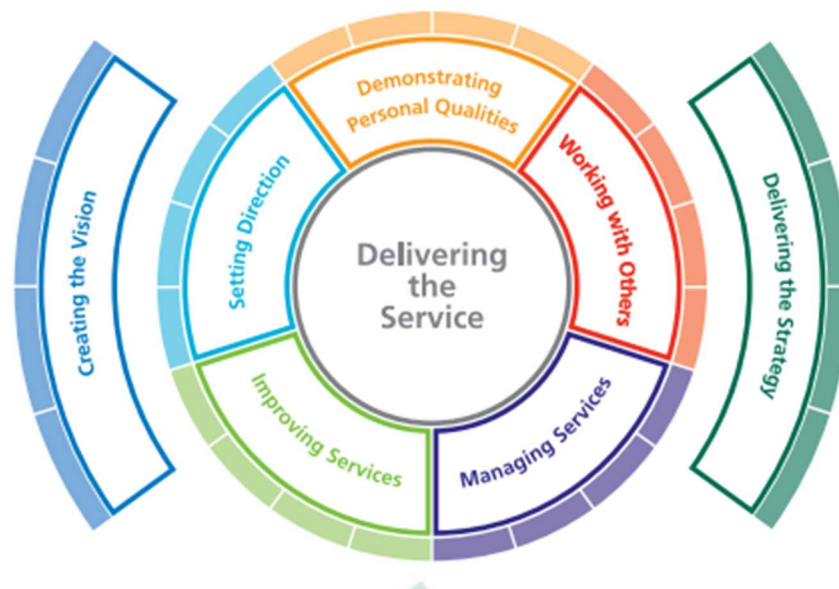 Demonstrating
Personal Qualities
Working with Others
Managing Services
Improving Services
Setting Direction
Delivering
the
Service
Creating the Vision
Delivering the Strategy